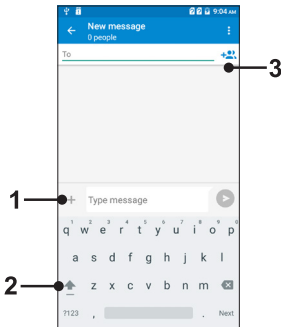 9:04 AM
New message
0 people
To
3
1
Type message
1 2 3 4 5 6 7 8 9 0
q w e r t y u i o p
a s d f g h j k l
2
z x c v b n m
?123 , . Next